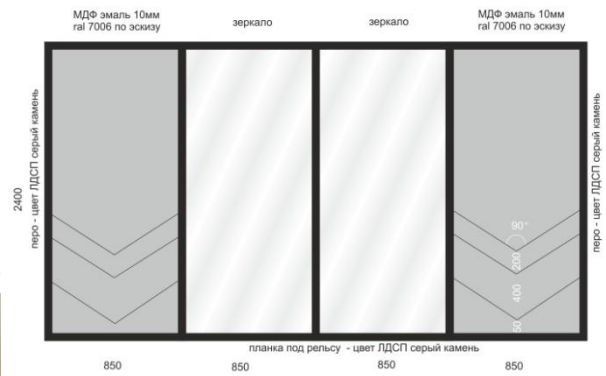 МДФ эмаль 10мм
ral 7006 по эскизу
зеркало
зеркало
МДФ эмаль 10мм
ral 7006 по эскизу
2400
перо - цвет ЛДСП серый камень
перо - цвет ЛДСП серый камень
90°
200
400
50
планка под рельсу - цвет ЛДСП серый камень
850
850
850
850